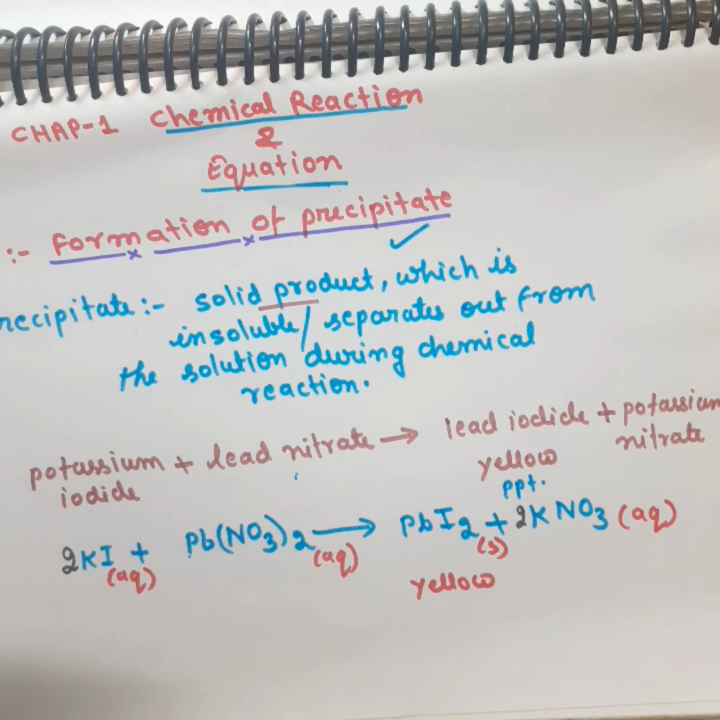 CHAP-1 Chemical Reaction
&
Equation
:- Formation of precipitate
recipitate:- solid product, which is
insoluble/ separates out from
the solution during chemical
reaction.
potassium + lead nitrate → lead iodide + potassium
iodide yellow nitrate
ppt.
2KI + Pb(NO3)2 → PbI2 + 2KNO3 (aq)
(aq) (aq) (s)
yellow